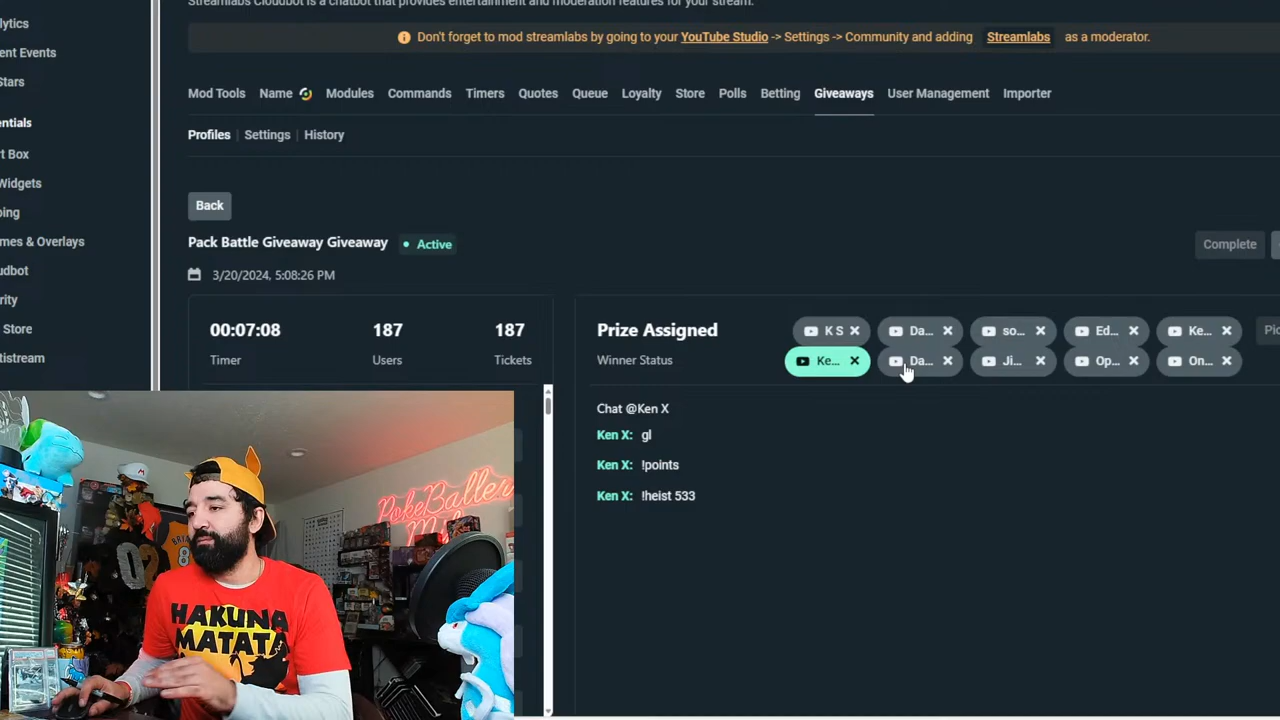 Streamlabs Cloudbot is a chatbot that provides entertainment and moderation features for your stream.
Don't forget to mod streamlabs by going to your YouTube Studio -> Settings -> Community and adding Streamlabs as a moderator.
Mod Tools Name Modules Commands Timers Quotes Queue Loyalty Store Polls Betting Giveaways User Management Importer
Profiles | Settings | History
lytics
ent Events
Stars
entials
rt Box
Widgets
ping
mes & Overlays
udbot
rity
Store
ltistream
Back
Pack Battle Giveaway Giveaway • Active
Complete
3/20/2024, 5:08:26 PM
00:07:08 187 187
Timer Users Tickets
Prize Assigned
Winner Status
K S Da... so... Ed... Ke...
Pic
Ke... Da... Ji... Op... On...
Chat @Ken X
Ken X: gl
Ken X: !points
Ken X: !heist 533
PokeBaller
HAKUNA
MATATA